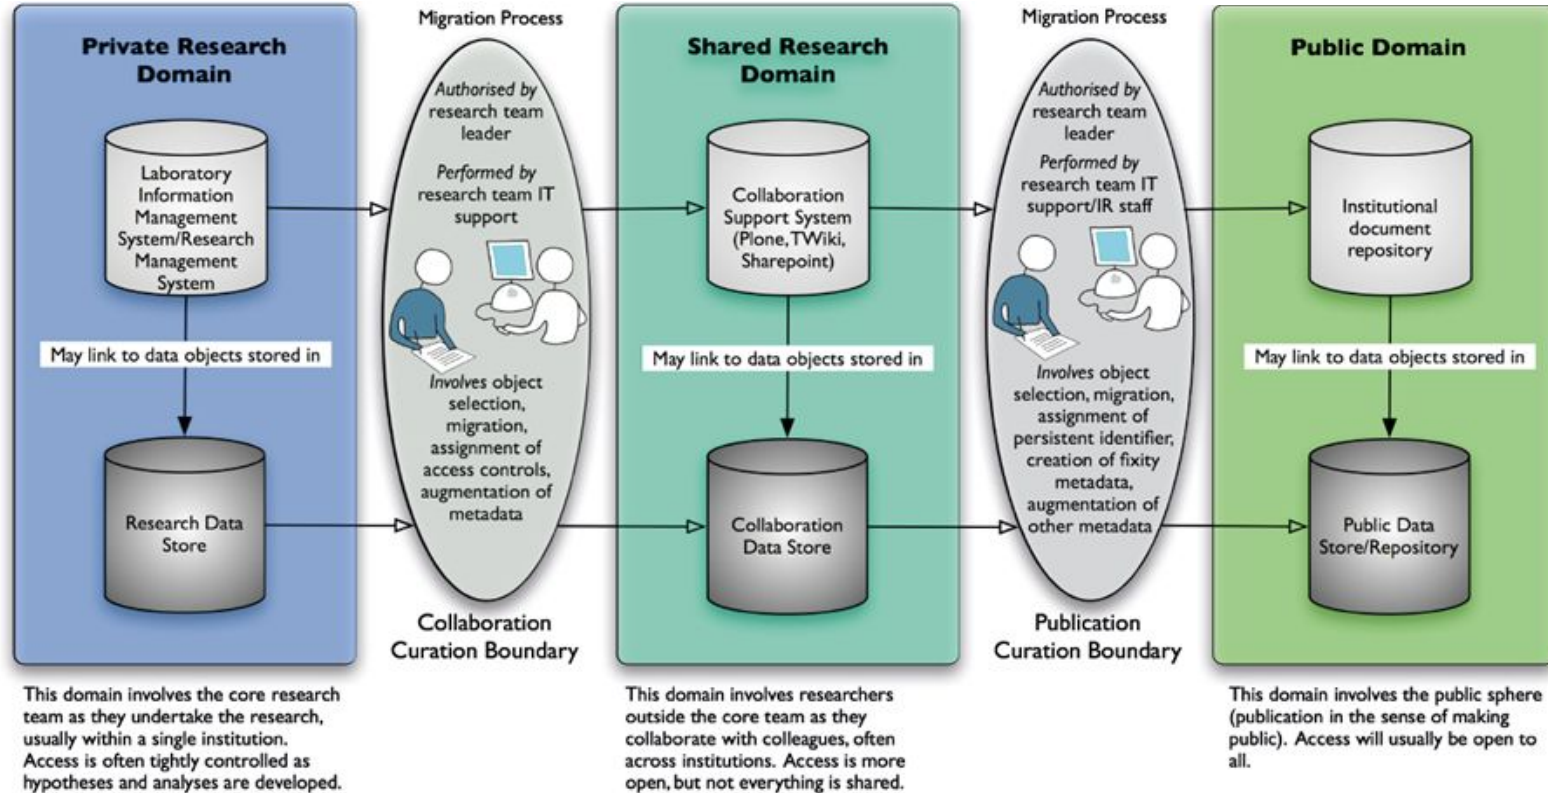 Private Research
Domain
Laboratory
Information
Management
System/Research
Management
System
May link to data objects stored in
Research Data
Store
This domain involves the core research
team as they undertake the research,
usually within a single institution.
Access is often tightly controlled as
hypotheses and analyses are developed.
Migration Process
Authorised by
research team
leader
Performed by
research team IT
support
Involves object
selection,
migration,
assignment of
access controls,
augmentation of
metadata
Collaboration
Curation Boundary
Shared Research
Domain
Collaboration
Support System
(Plone, TWiki,
Sharepoint)
May link to data objects stored in
Collaboration
Data Store
This domain involves researchers
outside the core team as they
collaborate with colleagues, often
across institutions. Access is more
open, but not everything is shared.
Migration Process
Authorised by
research team
leader
Performed by
research team IT
support/IR staff
Involves object
selection, migration,
assignment of
persistent identifier,
creation of fixity
metadata,
augmentation of
other metadata
Publication
Curation Boundary
Public Domain
Institutional
document
repository
May link to data objects stored in
Public Data
Store/Repository
This domain involves the public sphere
(publication in the sense of making
public). Access will usually be open to
all.